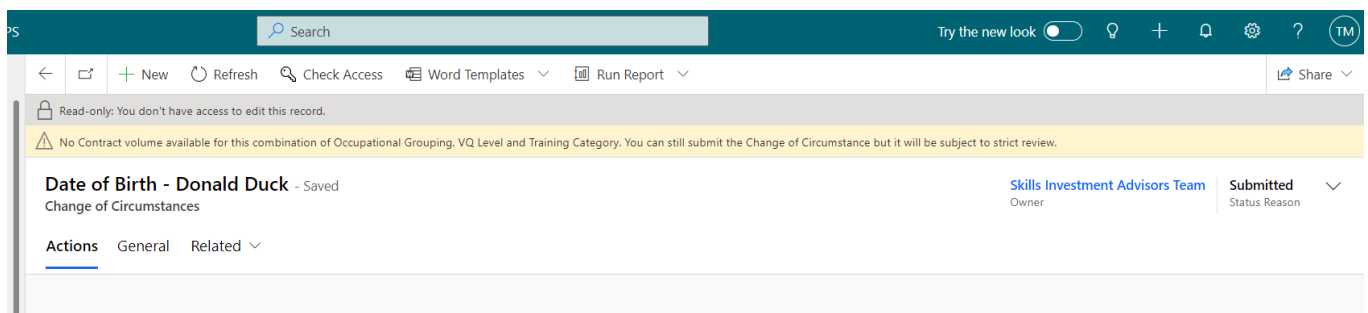 PS
Search
Try the new look
TM
New
Refresh
Check Access
Word Templates
Run Report
Share
Read-only: You don't have access to edit this record.
No Contract volume available for this combination of Occupational Grouping, VQ Level and Training Category. You can still submit the Change of Circumstance but it will be subject to strict review.
Date of Birth - Donald Duck - Saved
Change of Circumstances
Skills Investment Advisors Team
Owner
Submitted
Status Reason
Actions
General
Related